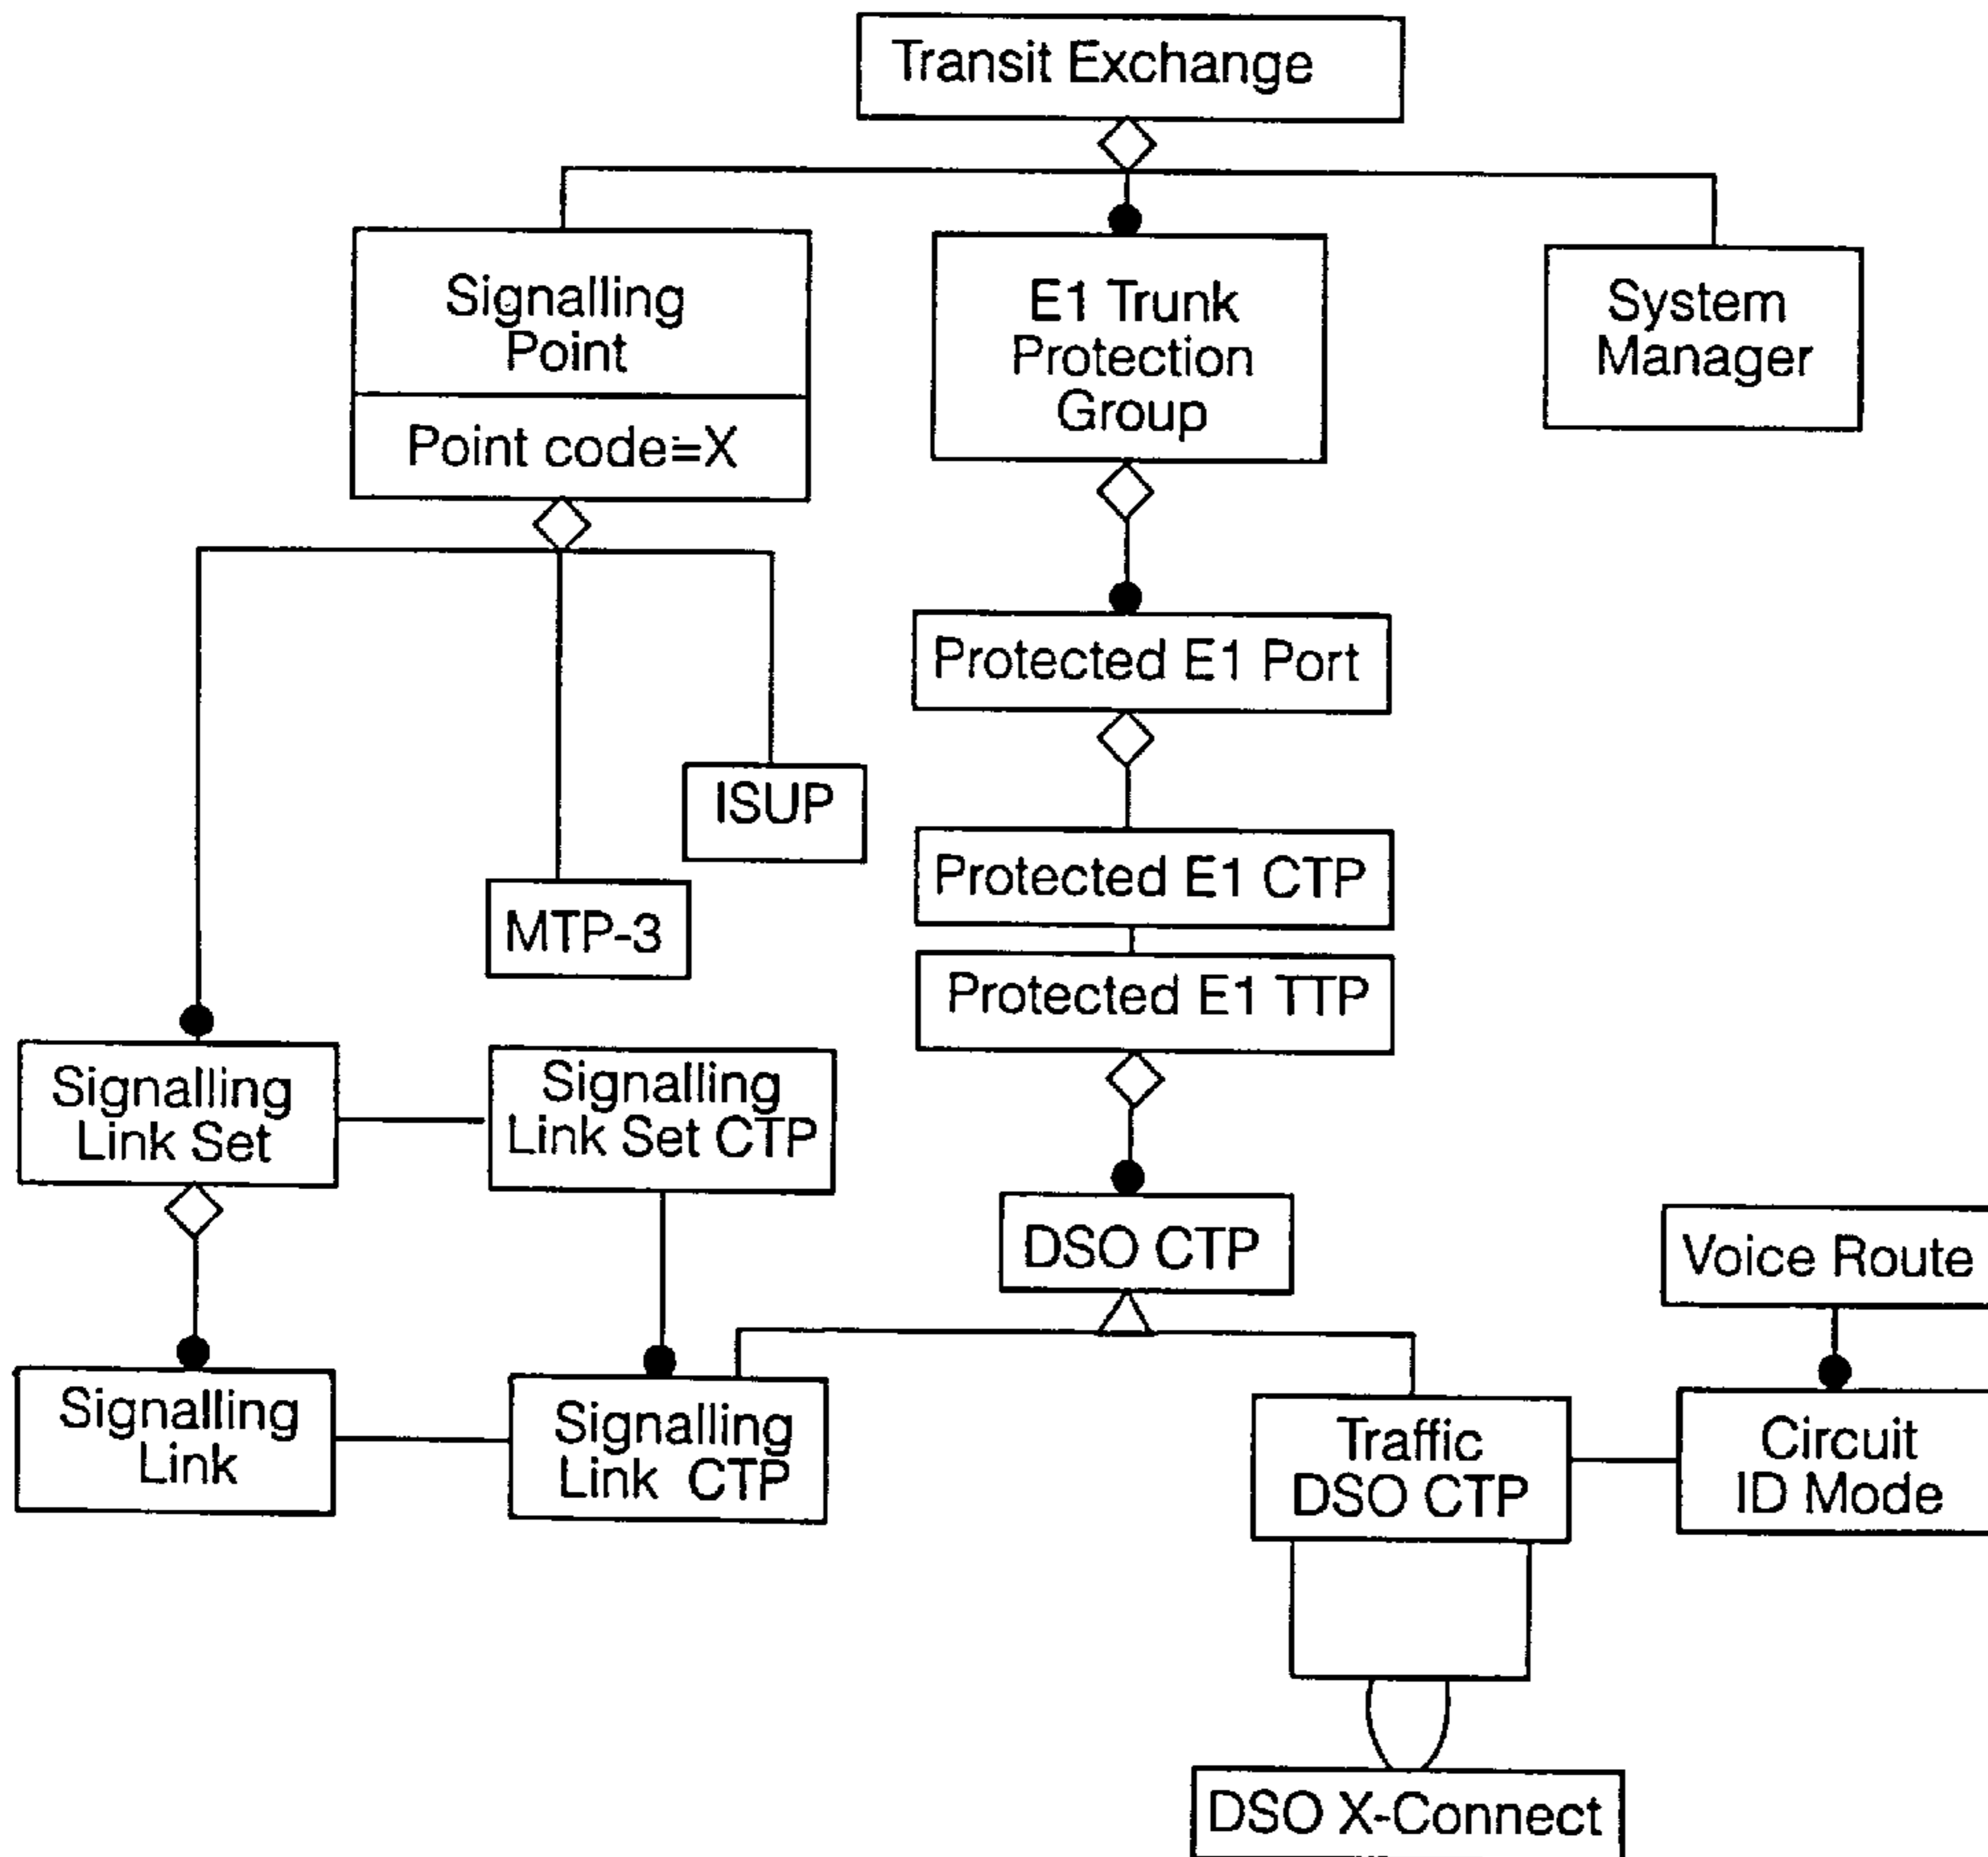 Transit Exchange
Signalling
Point
Point code=X
E1 Trunk
Protection
Group
System
Manager
Protected E1 Port
ISUP
Protected E1 CTP
MTP-3
Protected E1 TTP
Signalling
Link Set
Signalling
Link Set CTP
DSO CTP
Voice Route
Signalling
Link
Signalling
Link CTP
Traffic
DSO CTP
Circuit
ID Mode
DSO X-Connect